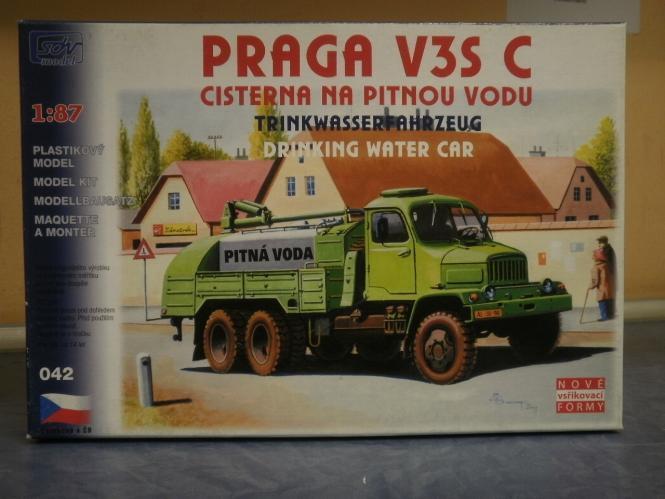 SDV
model
PRAGA V3S C
CISTERNA NA PITNOU VODU
TRINKWASSERFAHRZEUG
DRINKING WATER CAR
1:87
PLASTIKOVÝ
MODEL
MODEL KIT
MODELLBAUSATZ
MAQUETTE
A MONTER
PITNÁ VODA
042
NOVÉ
vsřikovací
FORMY